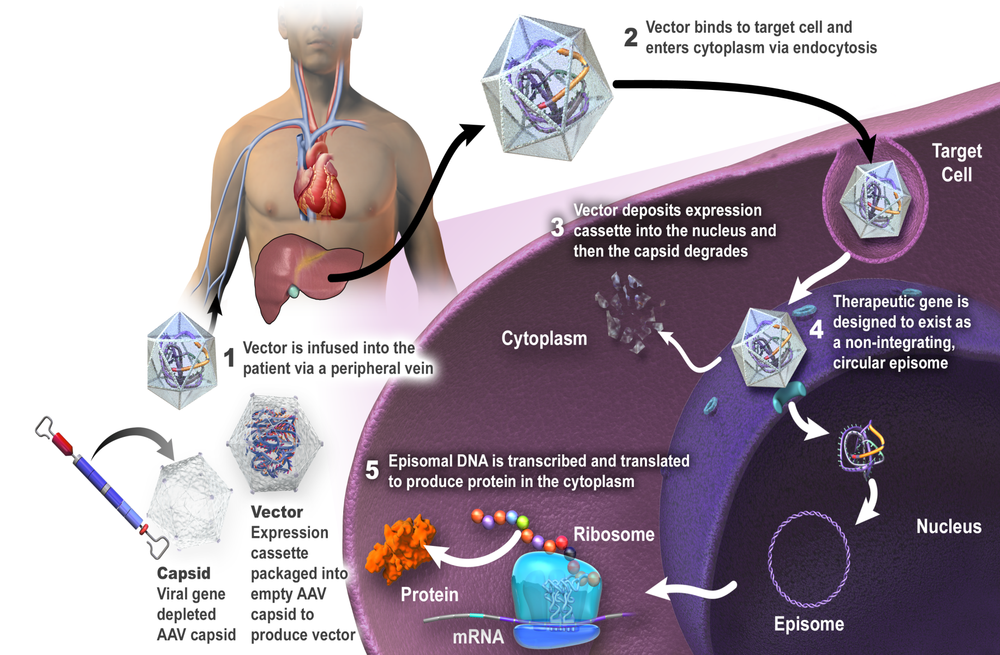 2
Vector binds to target cell and
enters cytoplasm via endocytosis
Target
Cell
3
Vector deposits expression
cassette into the nucleus and
then the capsid degrades
4
Therapeutic gene is
designed to exist as
a non-integrating,
circular episome
Cytoplasm
1
Vector is infused into the
patient via a peripheral vein
5
Episomal DNA is transcribed and translated
to produce protein in the cytoplasm
Vector
Expression
cassette
packaged into
empty AAV
capsid to
produce vector
Capsid
Viral gene
depleted
AAV capsid
Ribosome
Protein
mRNA
Nucleus
Episome